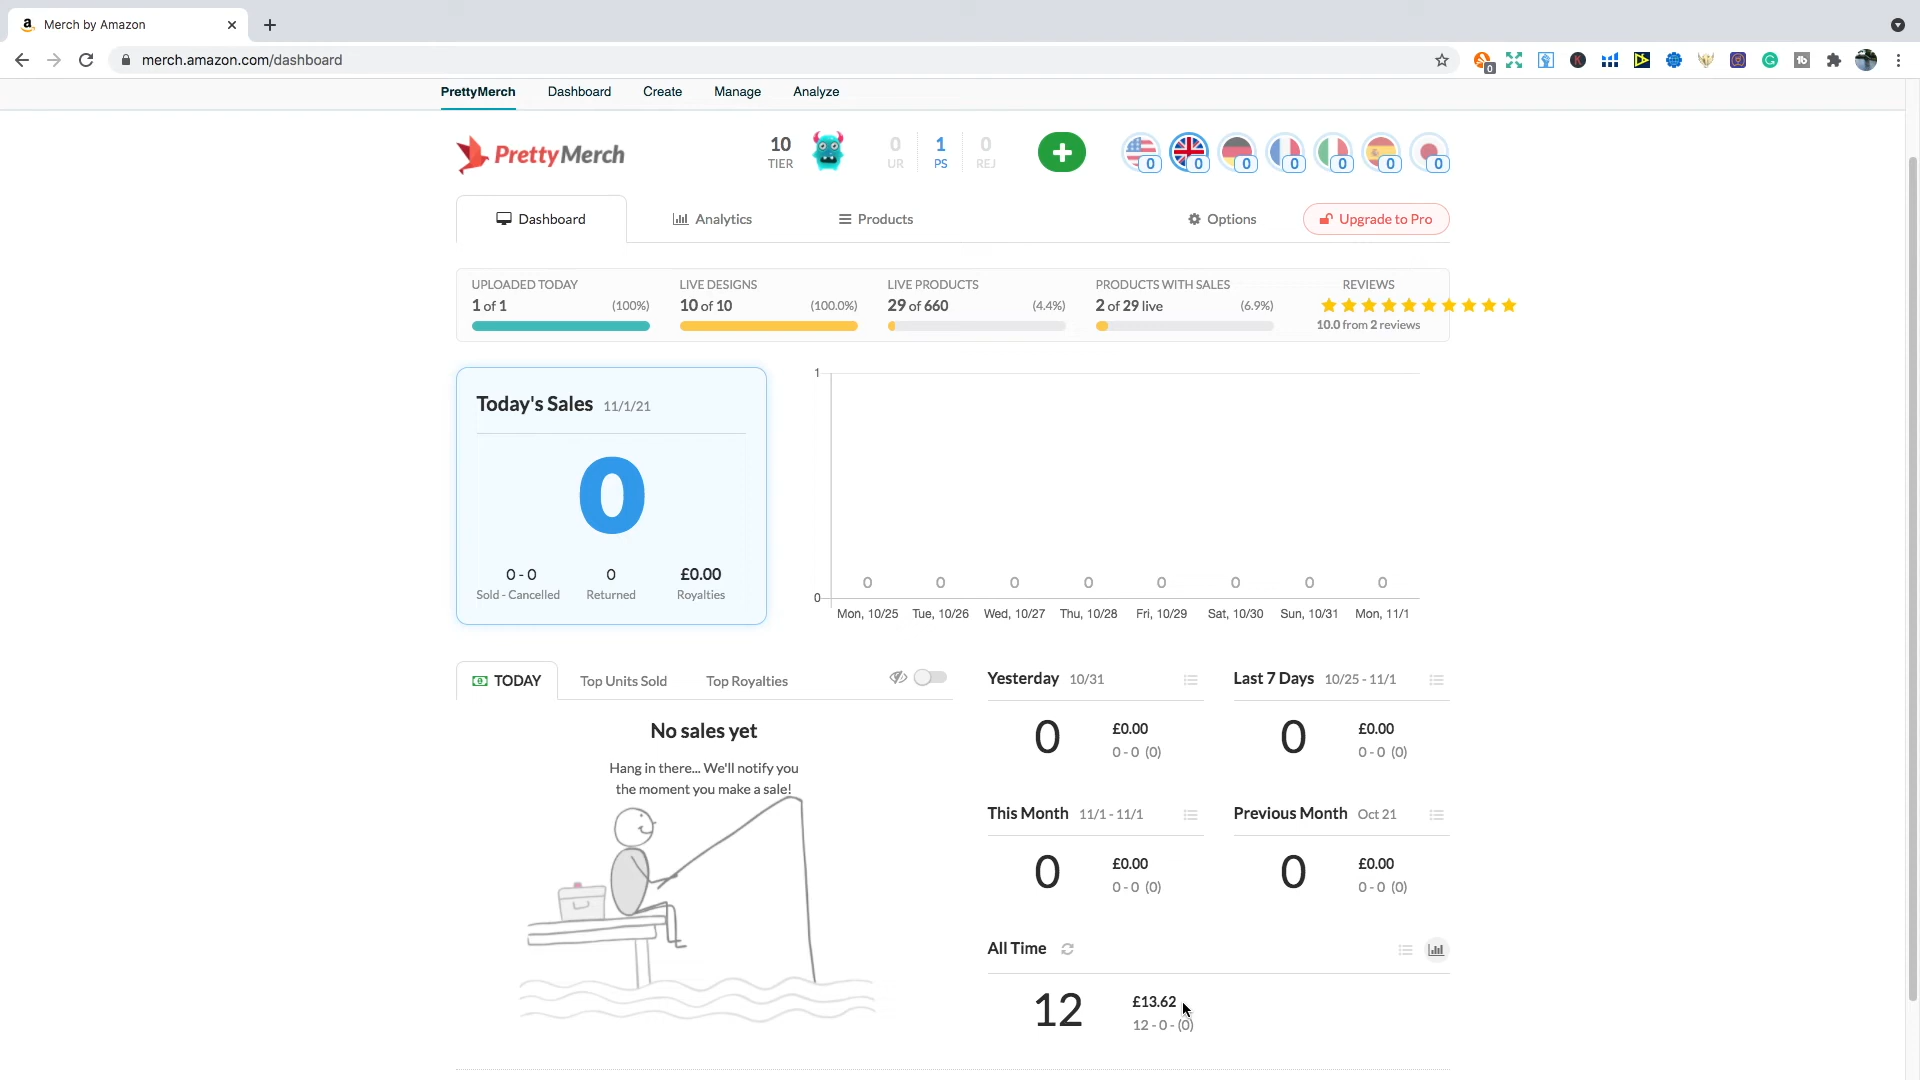 Merch by Amazon
merch.amazon.com/dashboard
0
PrettyMerch Dashboard Create Manage Analyze
PrettyMerch
10 TIER
0 UR
1 PS
0 REJ
0 0 0 0 0 0 0
Dashboard Analytics Products Options Upgrade to Pro
UPLOADED TODAY
1 of 1 (100%)
LIVE DESIGNS
10 of 10 (100.0%)
LIVE PRODUCTS
29 of 660 (4.4%)
PRODUCTS WITH SALES
2 of 29 live (6.9%)
REVIEWS
10.0 from 2 reviews
Today's Sales 11/1/21
0
0 - 0 0 £0.00
Sold - Cancelled Returned Royalties
1
0 0 0 0 0 0 0 0
0
Mon, 10/25 Tue, 10/26 Wed, 10/27 Thu, 10/28 Fri, 10/29 Sat, 10/30 Sun, 10/31 Mon, 11/1
TODAY Top Units Sold Top Royalties
No sales yet
Hang in there... We'll notify you
the moment you make a sale!
Yesterday 10/31
0 £0.00
0 - 0 (0)
Last 7 Days 10/25 - 11/1
0 £0.00
0 - 0 (0)
This Month 11/1 - 11/1
0 £0.00
0 - 0 (0)
Previous Month Oct 21
0 £0.00
0 - 0 (0)
All Time
12 £13.62
12 - 0 - (0)